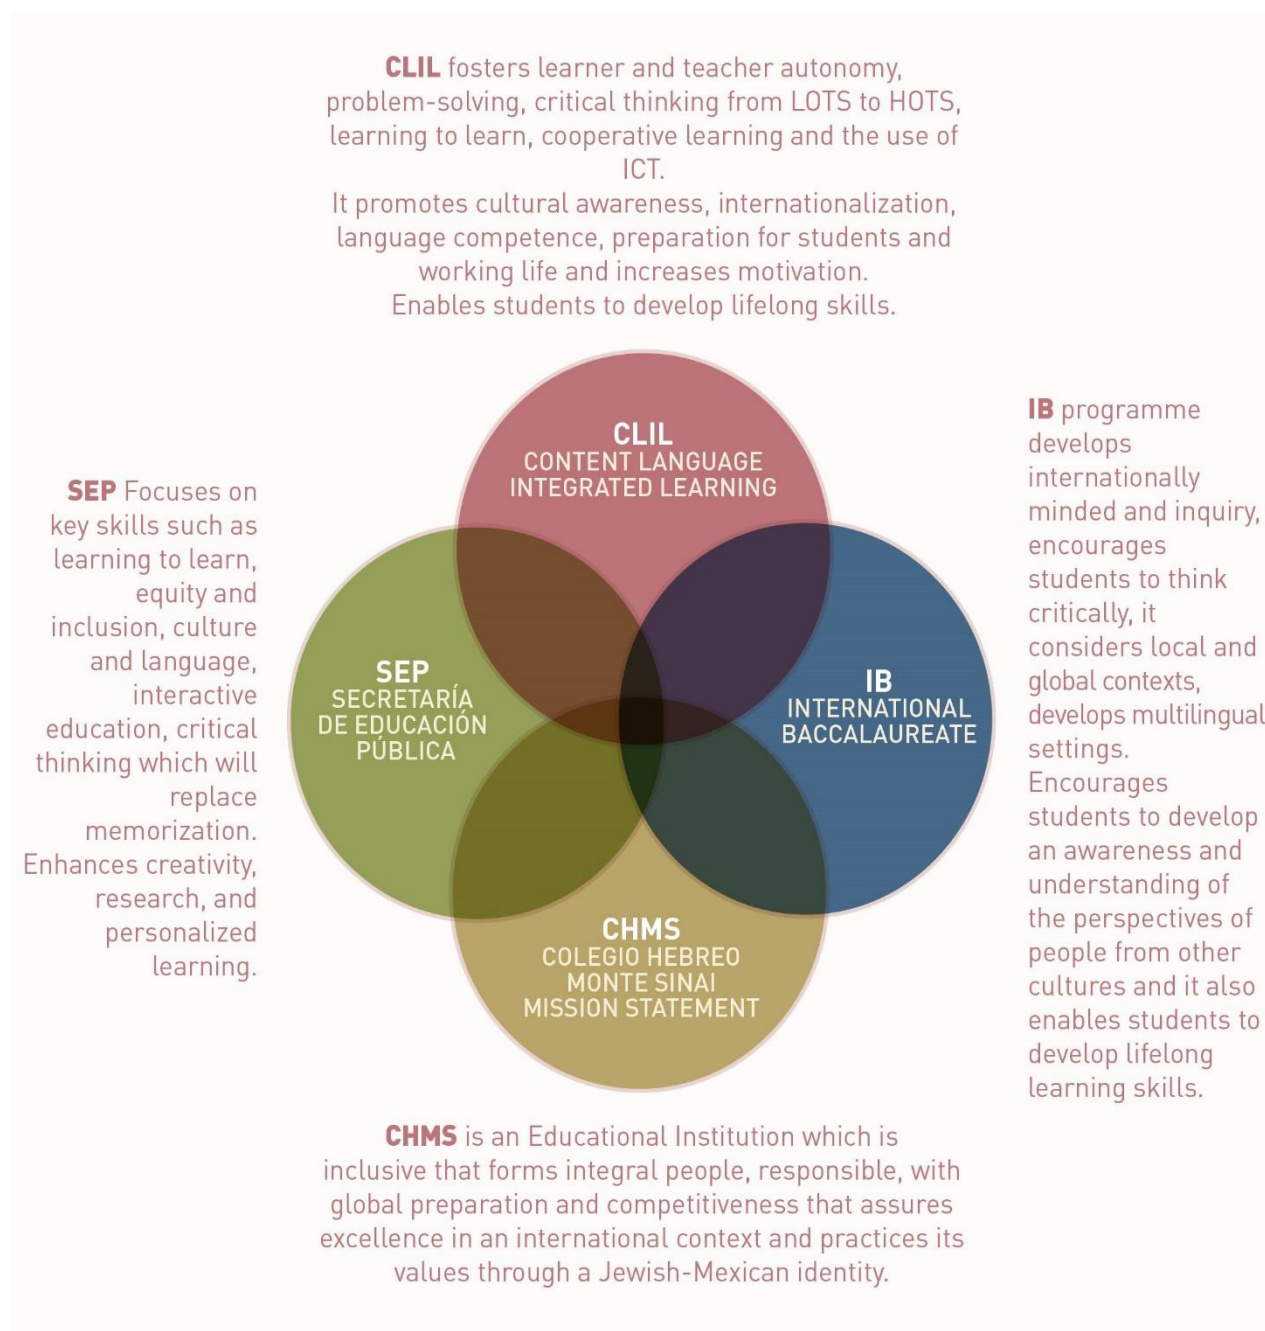 CLIL fosters learner and teacher autonomy,
problem-solving, critical thinking from LOTS to HOTS,
learning to learn, cooperative learning and the use of
ICT.
It promotes cultural awareness, internationalization,
language competence, preparation for students and
working life and increases motivation.
Enables students to develop lifelong skills.
CLIL
CONTENT LANGUAGE
INTEGRATED LEARNING
SEP Focuses on
key skills such as
learning to learn,
equity and
inclusion, culture
and language,
interactive
education, critical
thinking which will
replace
memorization.
Enhances creativity,
research, and
personalized
learning.
SEP
SECRETARÍA
DE EDUCACIÓN
PÚBLICA
IB
INTERNATIONAL
BACCALAUREATE
IB programme
develops
internationally
minded and inquiry,
encourages
students to think
critically, it
considers local and
global contexts,
develops multilingual
settings.
Encourages
students to develop
an awareness and
understanding of
the perspectives of
people from other
cultures and it also
enables students to
develop lifelong
learning skills.
CHMS
COLEGIO HEBREO
MONTE SINAI
MISSION STATEMENT
CHMS is an Educational Institution which is
inclusive that forms integral people, responsible, with
global preparation and competitiveness that assures
excellence in an international context and practices its
values through a Jewish-Mexican identity.